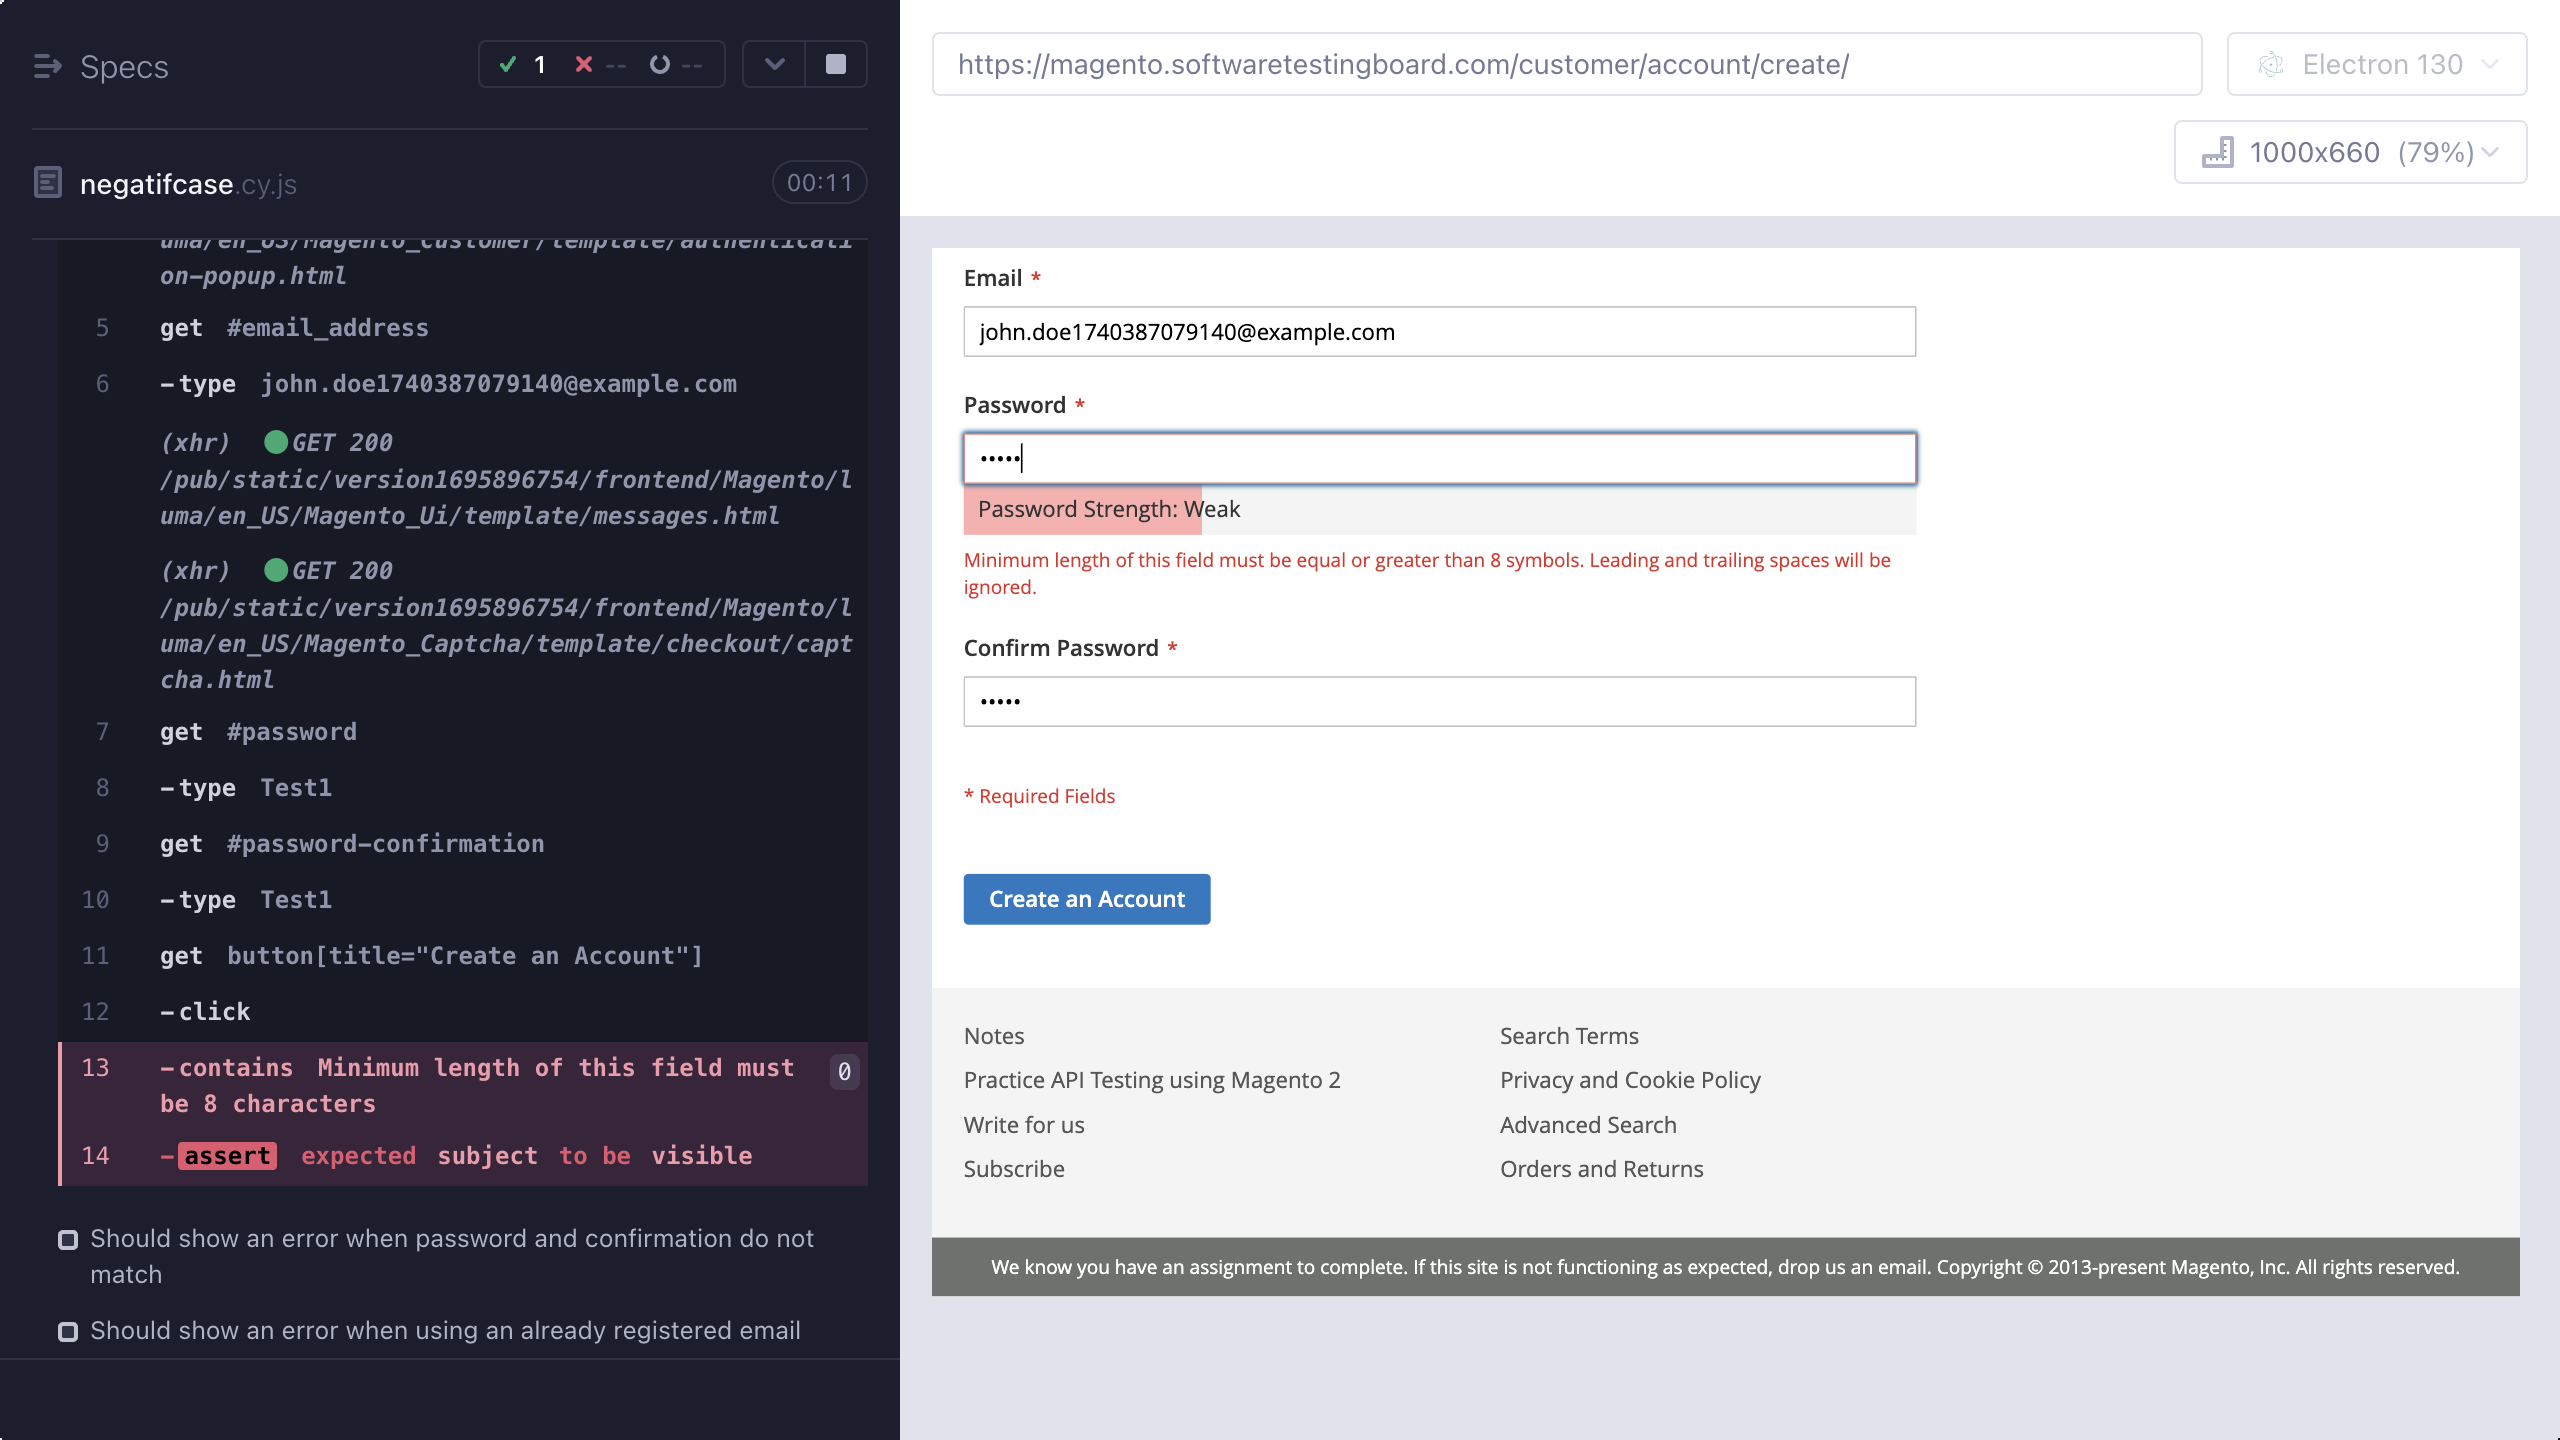 Specs
1 -- --
negatifcase.cy.js 00:11
uma/en_US/Magento_Customer/template/authenticati
on-popup.html
5 get #email_address
6 -type john.doe1740387079140@example.com
(xhr) GET 200
/pub/static/version1695896754/frontend/Magento/l
uma/en_US/Magento_Ui/template/messages.html
(xhr) GET 200
/pub/static/version1695896754/frontend/Magento/l
uma/en_US/Magento_Captcha/template/checkout/capt
cha.html
7 get #password
8 -type Test1
9 get #password-confirmation
10 -type Test1
11 get button[title="Create an Account"]
12 -click
13 -contains Minimum length of this field must
be 8 characters
0
14 -assert expected subject to be visible
Should show an error when password and confirmation do not
match
Should show an error when using an already registered email
https://magento.softwaretestingboard.com/customer/account/create/
Electron 130
1000x660 (79%)
Email *
john.doe1740387079140@example.com
Password *
•••••
Password Strength: Weak
Minimum length of this field must be equal or greater than 8 symbols. Leading and trailing spaces will be
ignored.
Confirm Password *
•••••
* Required Fields
Create an Account
Notes
Practice API Testing using Magento 2
Write for us
Subscribe
Search Terms
Privacy and Cookie Policy
Advanced Search
Orders and Returns
We know you have an assignment to complete. If this site is not functioning as expected, drop us an email. Copyright © 2013-present Magento, Inc. All rights reserved.